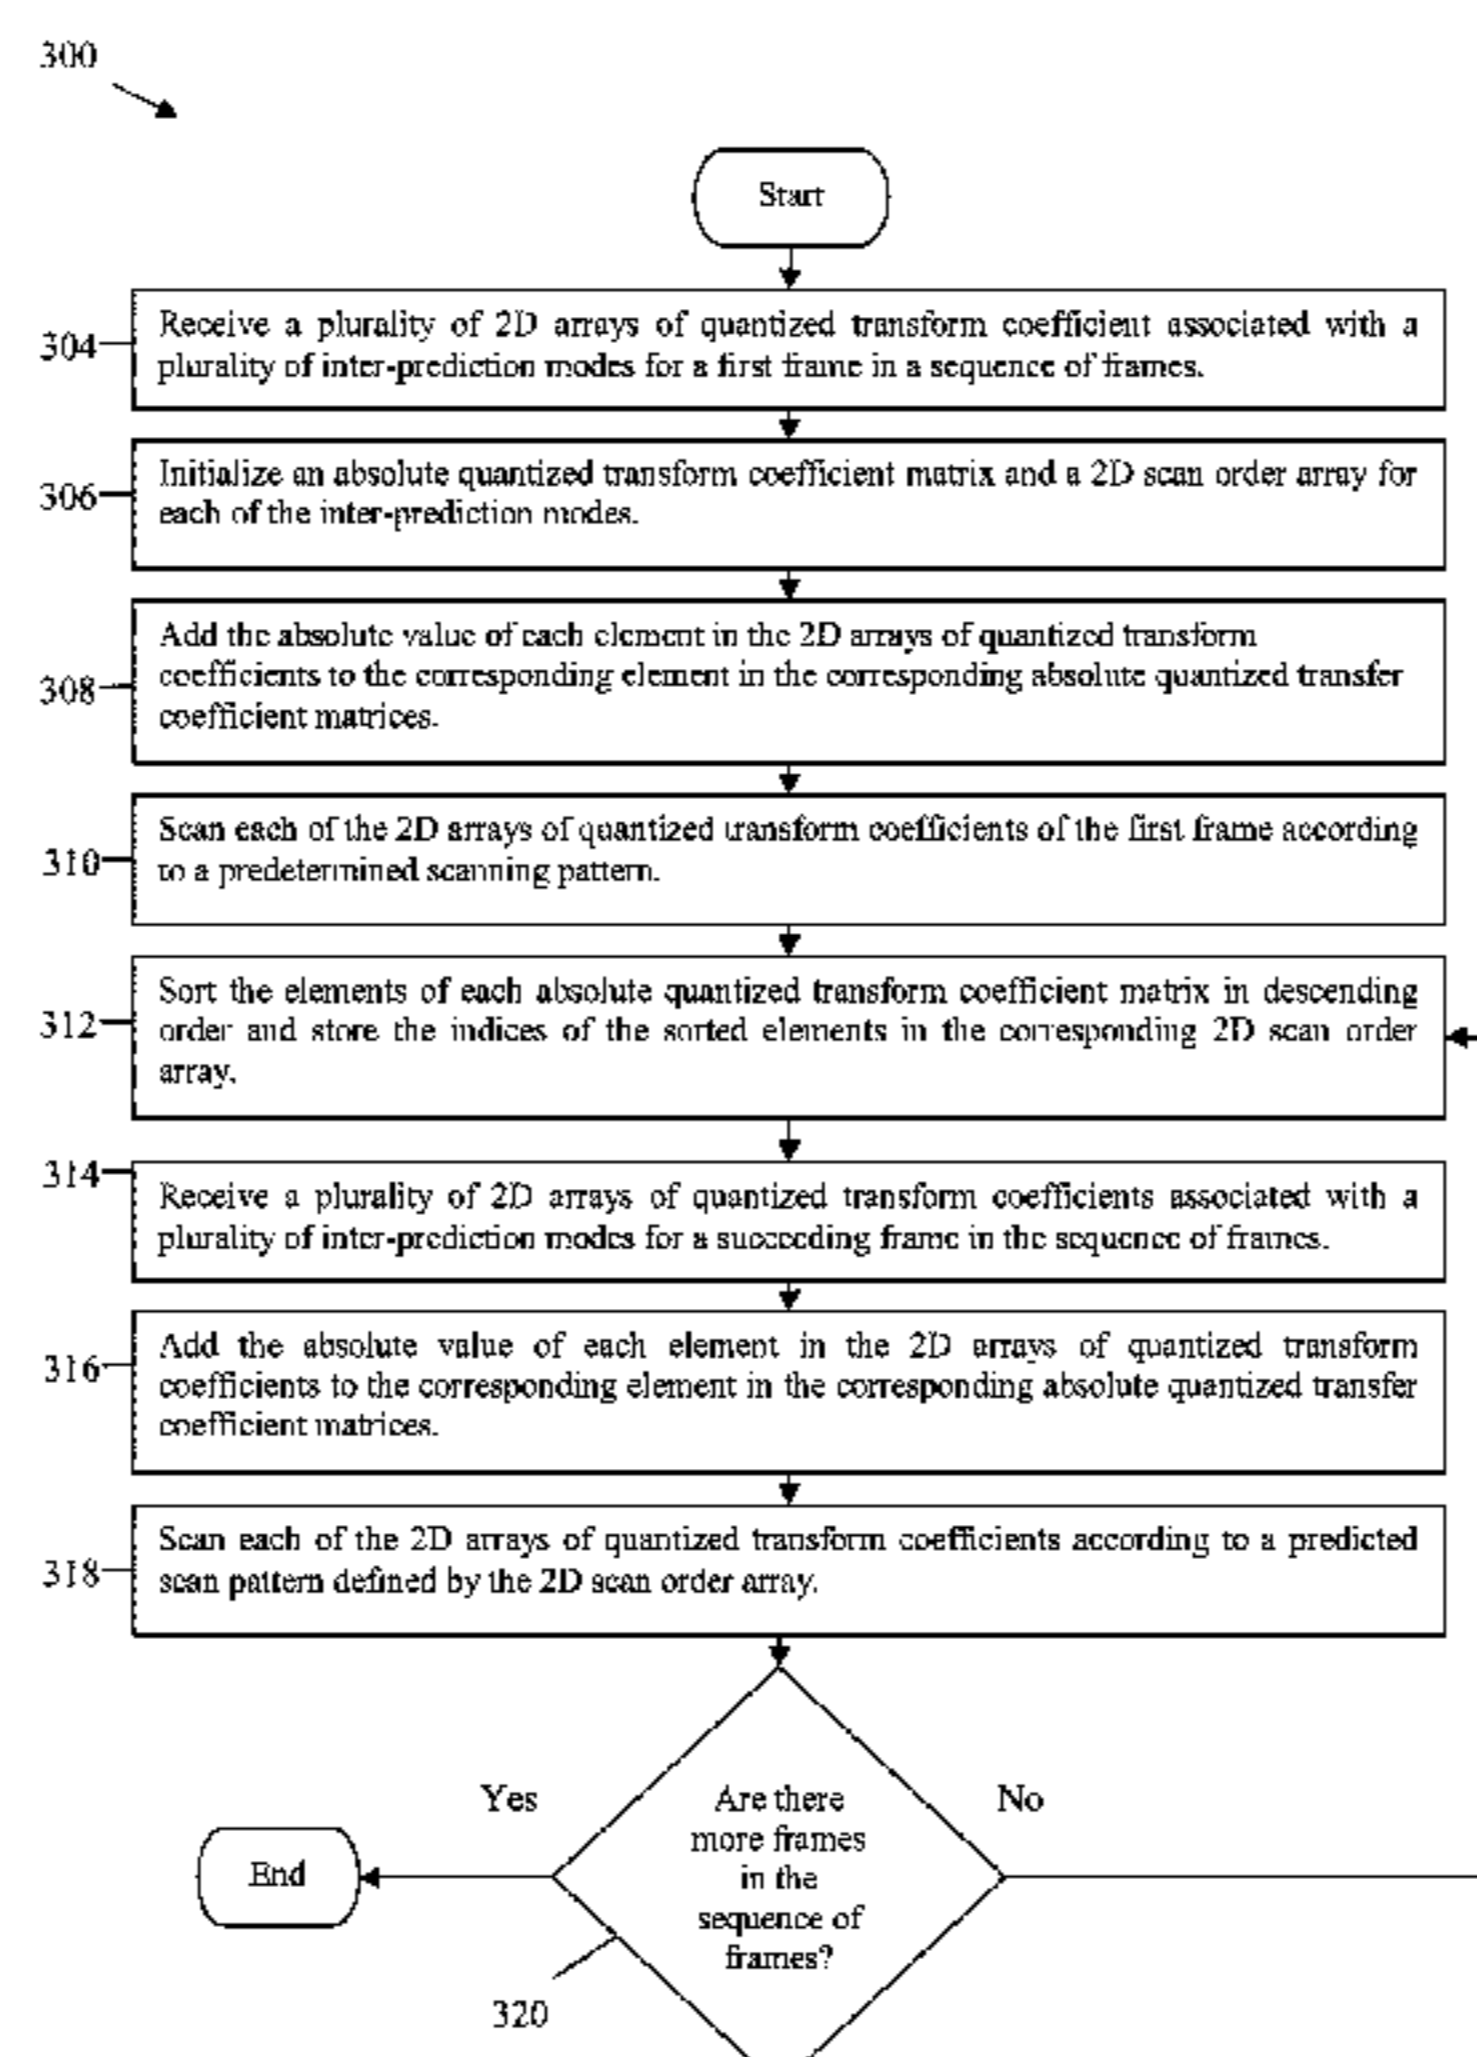 300
Start
304
Receive a plurality of 2D arrays of quantized transform coefficient associated with a
plurality of inter-prediction modes for a first frame in a sequence of frames.
306
Initialize an absolute quantized transform coefficient matrix and a 2D scan order array for
each of the inter-prediction modes.
308
Add the absolute value of each element in the 2D arrays of quantized transform
coefficients to the corresponding element in the corresponding absolute quantized transfer
coefficient matrices.
310
Scan each of the 2D arrays of quantized transform coefficients of the first frame according
to a predetermined scanning pattern.
312
Sort the elements of each absolute quantized transform coefficient matrix in descending
order and store the indices of the sorted elements in the corresponding 2D scan order
array.
314
Receive a plurality of 2D arrays of quantized transform coefficients associated with a
plurality of inter-prediction modes for a succeeding frame in the sequence of frames.
316
Add the absolute value of each element in the 2D arrays of quantized transform
coefficients to the corresponding element in the corresponding absolute quantized transfer
coefficient matrices.
318
Scan each of the 2D arrays of quantized transform coefficients according to a predicted
scan pattern defined by the 2D scan order array.
Yes
No
Are there
more frames
in the
sequence of
frames?
End
320